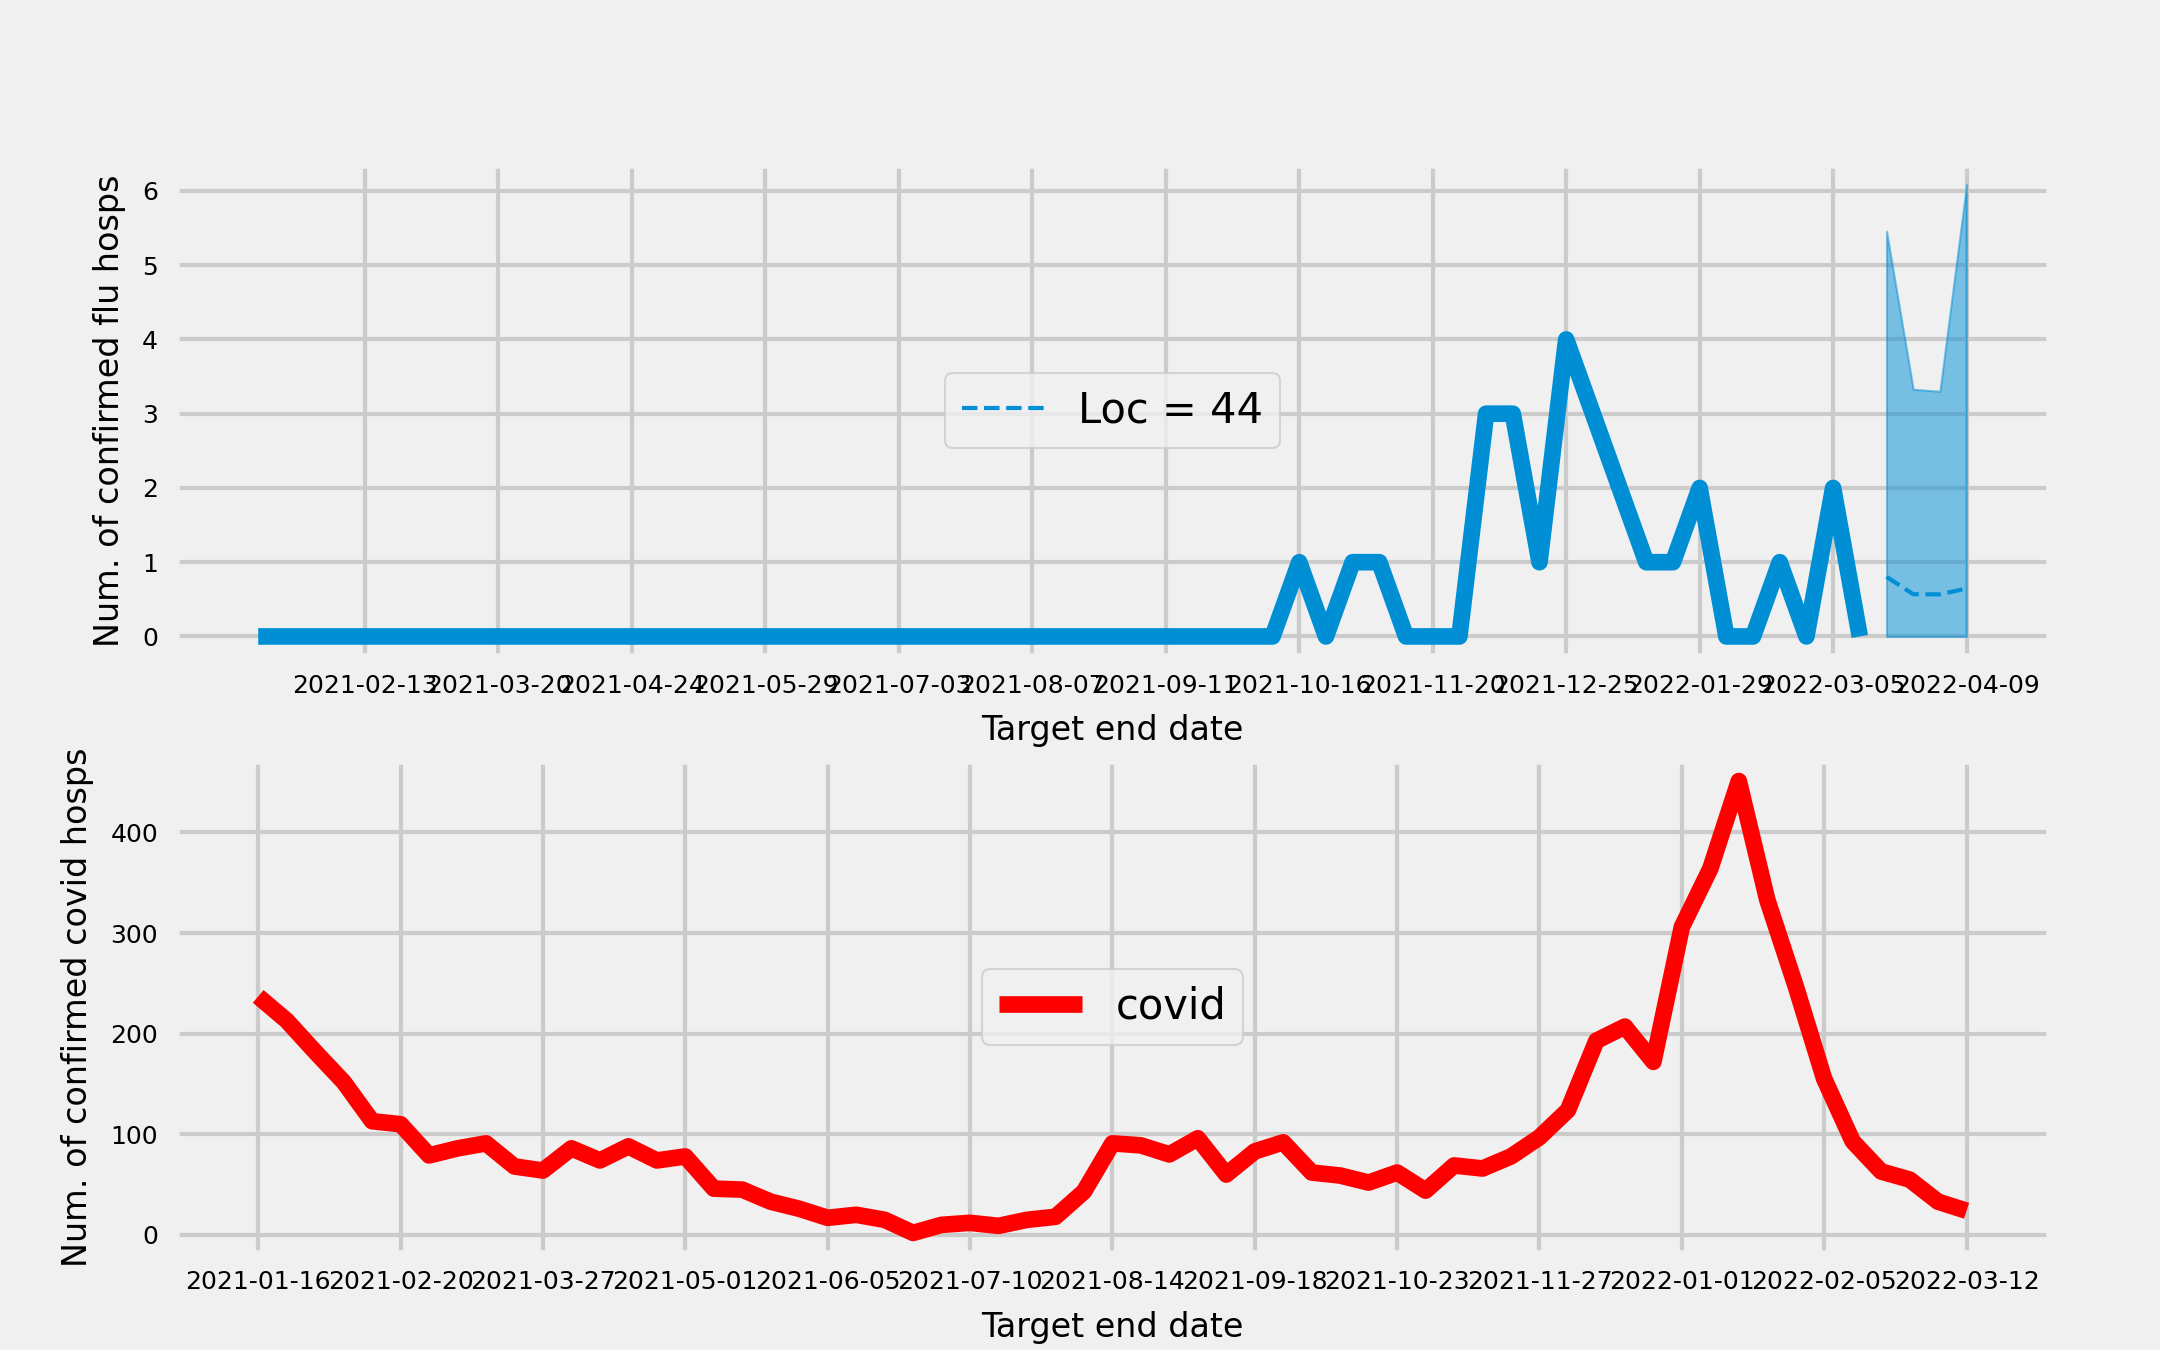 Num. of confirmed flu hosps
6
5
4
3
2
1
0
Loc = 44
2021-02-13 2021-03-20 2021-04-24 2021-05-29 2021-07-03 2021-08-07 2021-09-11 2021-10-16 2021-11-20 2021-12-25 2022-01-29 2022-03-05 2022-04-09
Target end date
Num. of confirmed covid hosps
400
300
200
100
0
covid
2021-01-16 2021-02-20 2021-03-27 2021-05-01 2021-06-05 2021-07-10 2021-08-14 2021-09-18 2021-10-23 2021-11-27 2022-01-01 2022-02-05 2022-03-12
Target end date